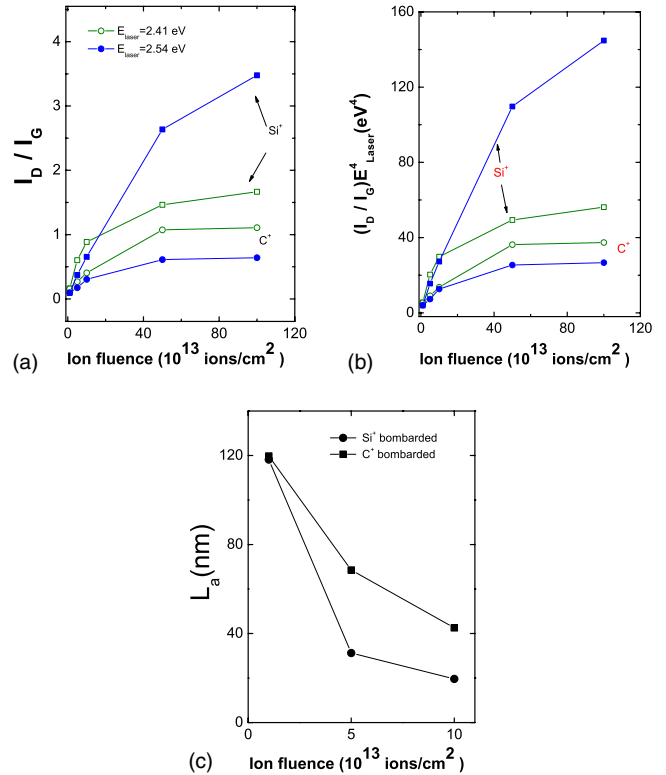 E_laser=2.41 eV
E_laser=2.54 eV
I_D / I_G
4
3
2
1
0
Si⁺
C⁺
0 40 80 120
Ion fluence (10¹³ ions/cm²)
(a)
(I_D / I_G)E⁴_Laser(eV⁴)
160
120
80
40
0
Si⁺
C⁺
0 40 80 120
Ion fluence (10¹³ ions/cm²)
(b)
Si⁺ bombarded
C⁺ bombarded
L_a(nm)
120
80
40
0
5 10
Ion fluence (10¹³ ions/cm²)
(c)